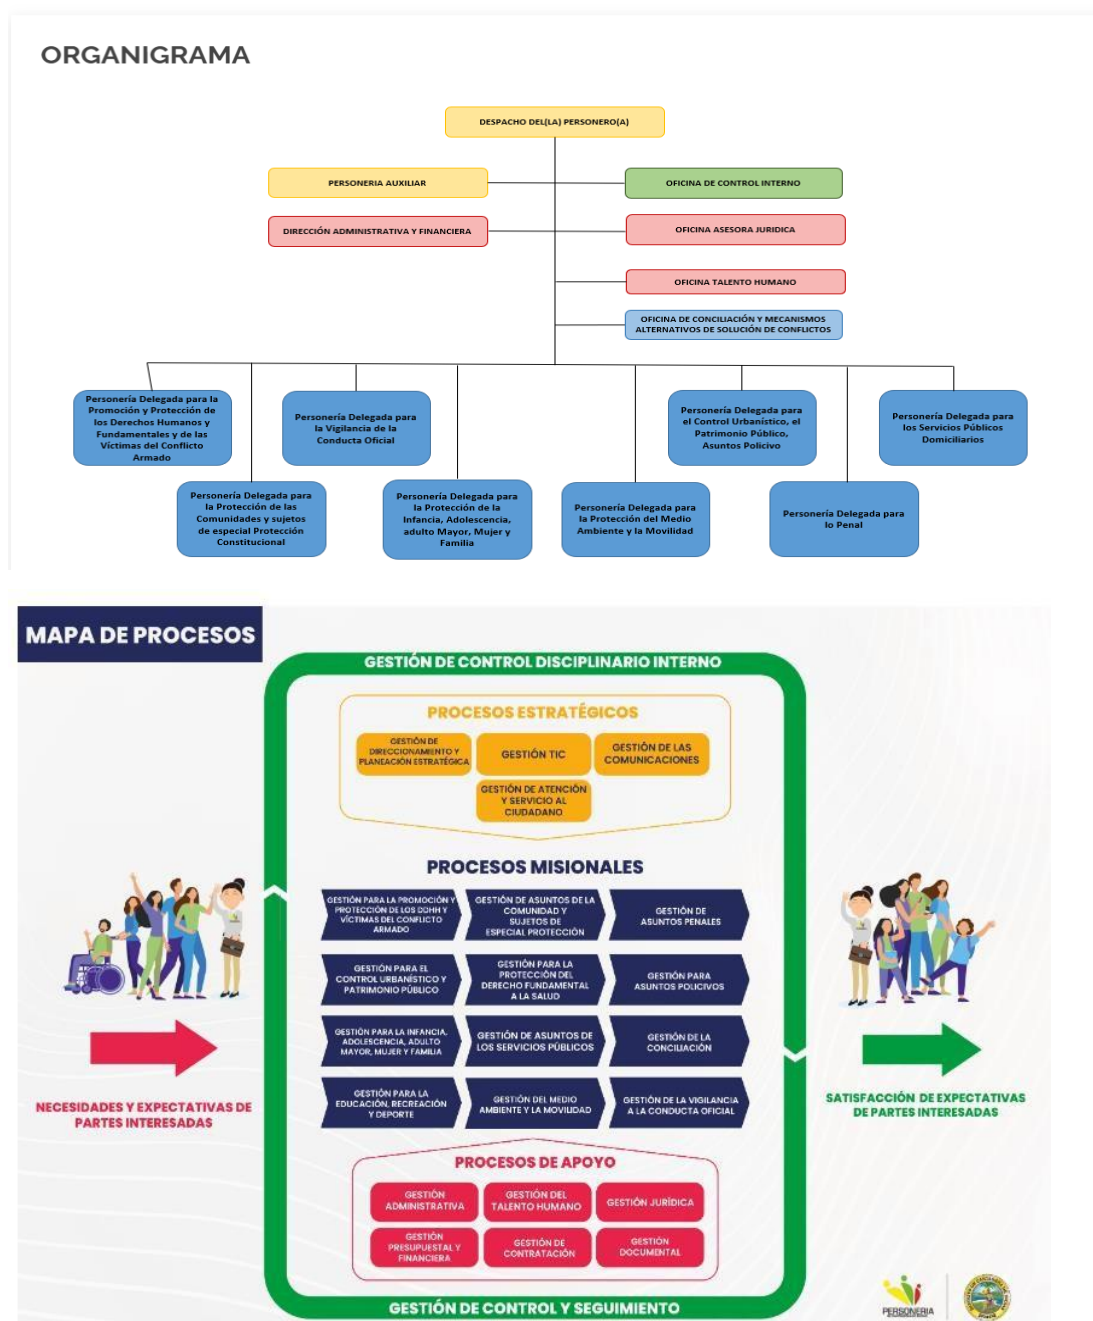 ORGANIGRAMA
DESPACHO DEL(LA) PERSONERO(A)
PERSONERIA AUXILIAR
OFICINA DE CONTROL INTERNO
DIRECCIÓN ADMINISTRATIVA Y FINANCIERA
OFICINA ASESORA JURIDICA
OFICINA TALENTO HUMANO
OFICINA DE CONCILIACIÓN Y MECANISMOS
ALTERNATIVOS DE SOLUCIÓN DE CONFLICTOS
Personería Delegada para la
Promoción y Protección de
los Derechos Humanos y
Fundamentales y de las
Víctimas del Conflicto
Armado
Personería Delegada para
la Vigilancia de la
Conducta Oficial
Personería Delegada para
el Control Urbanístico, el
Patrimonio Público,
Asuntos Policivo
Personería Delegada para
los Servicios Públicos
Domiciliarios
Personería Delegada para
la Protección de las
Comunidades y sujetos
de especial Protección
Constitucional
Personería Delegada para
la Protección de la
Infancia, Adolescencia,
adulto Mayor, Mujer y
Familia
Personería Delegada para
la Protección del Medio
Ambiente y la Movilidad
Personería Delegada para
lo Penal
MAPA DE PROCESOS
GESTIÓN DE CONTROL DISCIPLINARIO INTERNO
PROCESOS ESTRATÉGICOS
GESTIÓN DE
DIRECCIONAMIENTO Y
PLANEACIÓN ESTRATÉGICA
GESTIÓN TIC
GESTIÓN DE LAS
COMUNICACIONES
GESTIÓN DE ATENCIÓN
Y SERVICIO AL
CIUDADANO
PROCESOS MISIONALES
GESTIÓN PARA LA PROMOCIÓN Y
PROTECCIÓN DE LOS DDHH Y
VÍCTIMAS DEL CONFLICTO
ARMADO
GESTIÓN DE ASUNTOS DE LA
COMUNIDAD Y
SUJETOS DE
ESPECIAL PROTECCIÓN
GESTIÓN DE
ASUNTOS PENALES
GESTIÓN PARA EL
CONTROL URBANÍSTICO Y
PATRIMONIO PÚBLICO
GESTIÓN PARA LA
PROTECCIÓN DEL
DERECHO FUNDAMENTAL
A LA SALUD
GESTIÓN PARA
ASUNTOS POLICIVOS
GESTIÓN PARA LA INFANCIA,
ADOLESCENCIA, ADULTO
MAYOR, MUJER Y FAMILIA
GESTIÓN DE ASUNTOS DE
LOS SERVICIOS PÚBLICOS
GESTIÓN DE LA
CONCILIACIÓN
GESTIÓN PARA LA
EDUCACIÓN, RECREACIÓN
Y DEPORTE
GESTIÓN DEL MEDIO
AMBIENTE Y LA MOVILIDAD
GESTIÓN DE LA VIGILANCIA
A LA CONDUCTA OFICIAL
NECESIDADES Y EXPECTATIVAS DE
PARTES INTERESADAS
SATISFACCIÓN DE EXPECTATIVAS
DE PARTES INTERESADAS
PROCESOS DE APOYO
GESTIÓN
ADMINISTRATIVA
GESTIÓN DEL
TALENTO HUMANO
GESTIÓN JURÍDICA
GESTIÓN
PRESUPUESTAL Y
FINANCIERA
GESTIÓN DE
CONTRATACIÓN
GESTIÓN
DOCUMENTAL
GESTIÓN DE CONTROL Y SEGUIMIENTO
PERSONERIA